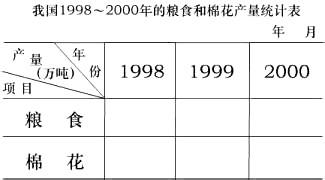 我国1998～2000年的粮食和棉花产量统计表
年 月
产量 年
(万吨) 份
项目
1998 1999 2000
粮 食
棉 花